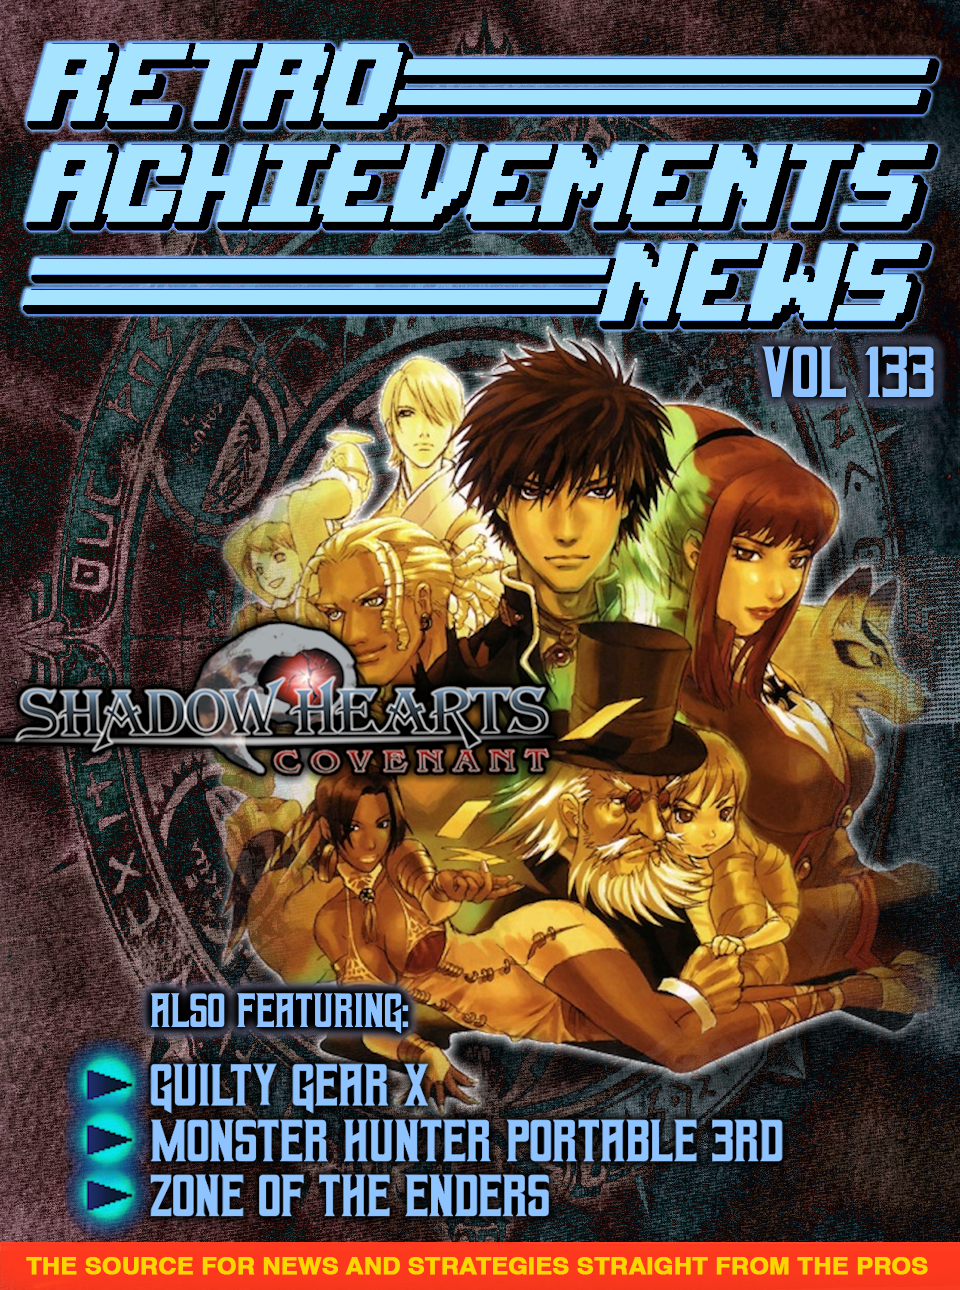 RETRO
ACHIEVEMENTS
NEWS
VOL 133
SHADOW HEARTS
COVENANT
ALSO FEATURING:
GUILTY GEAR X
MONSTER HUNTER PORTABLE 3RD
ZONE OF THE ENDERS
THE SOURCE FOR NEWS AND STRATEGIES STRAIGHT FROM THE PROS